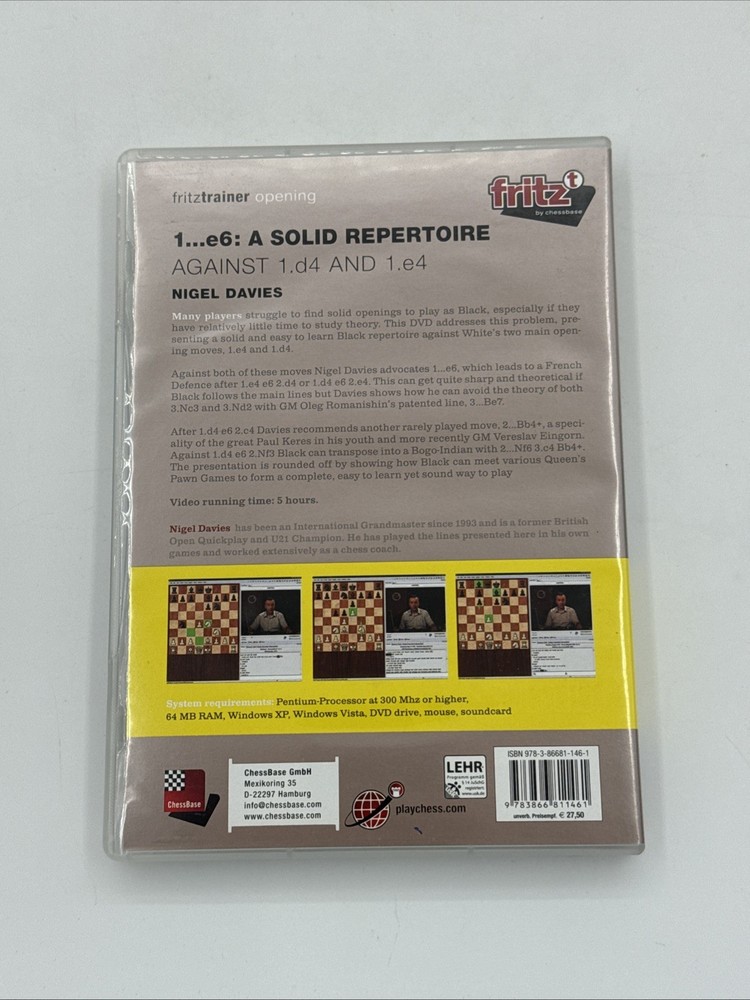 fritztrainer opening
fritz t
by chessbase
1...e6: A SOLID REPERTOIRE
AGAINST 1.d4 AND 1.e4
NIGEL DAVIES
Many players struggle to find solid openings to play as Black, especially if they
have relatively little time to study theory. This DVD addresses this problem, pre-
senting a solid and easy to learn Black repertoire against White's two main open-
ing moves, 1.e4 and 1.d4.
Against both of these moves Nigel Davies advocates 1...e6, which leads to a French
Defence after 1.e4 e6 2.d4 or 1.d4 e6 2.e4. This can get quite sharp and theoretical if
Black follows the main lines but Davies shows how he can avoid the theory of both
3.Nc3 and 3.Nd2 with GM Oleg Romanishin's patented line, 3...Be7.
After 1.d4 e6 2.c4 Davies recommends another rarely played move, 2...Bb4+, a speci-
ality of the great Paul Keres in his youth and more recently GM Vereslav Eingorn.
Against 1.d4 e6 2.Nf3 Black can transpose into a Bogo-Indian with 2...Nf6 3.c4 Bb4+.
The presentation is rounded off by showing how Black can meet various Queen's
Pawn Games to form a complete, easy to learn yet sound way to play
Video running time: 5 hours.
Nigel Davies has been an International Grandmaster since 1993 and is a former British
Open Quickplay and U21 Champion. He has played the lines presented here in his own
games and worked extensively as a chess coach.
System requirements: Pentium-Processor at 300 Mhz or higher,
64 MB RAM, Windows XP, Windows Vista, DVD drive, mouse, soundcard
ChessBase
ChessBase GmbH
Mexikoring 35
D-22297 Hamburg
info@chessbase.com
www.chessbase.com
playchess.com
LEHR
Programm gemäß
§ 14 JuSchG
ISBN 978-3-86681-146-1
9 783866 811461
unverb. Preisempf. € 27,50